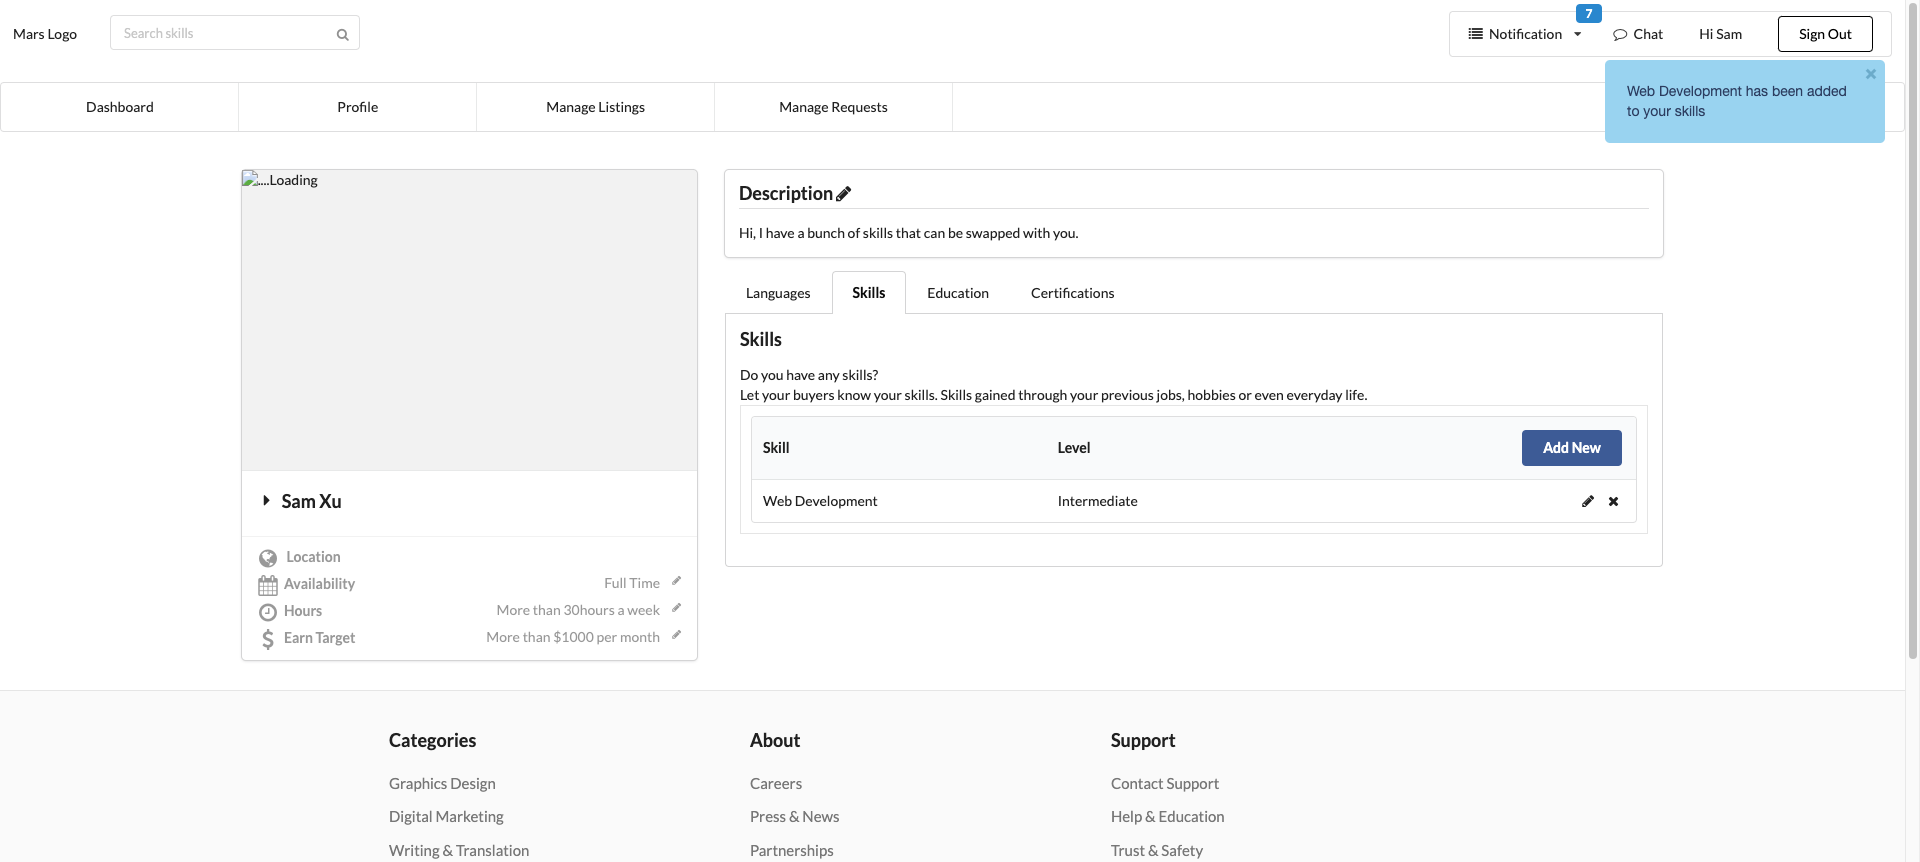 Mars Logo
Search skills
7
Notification
Chat
Hi Sam
Sign Out
Web Development has been added
to your skills
Dashboard
Profile
Manage Listings
Manage Requests
....Loading
Sam Xu
Location
Availability
Full Time
Hours
More than 30hours a week
Earn Target
More than $1000 per month
Description
Hi, I have a bunch of skills that can be swapped with you.
Languages
Skills
Education
Certifications
Skills
Do you have any skills?
Let your buyers know your skills. Skills gained through your previous jobs, hobbies or even everyday life.
Skill
Level
Add New
Web Development
Intermediate
Categories
Graphics Design
Digital Marketing
Writing & Translation
About
Careers
Press & News
Partnerships
Support
Contact Support
Help & Education
Trust & Safety